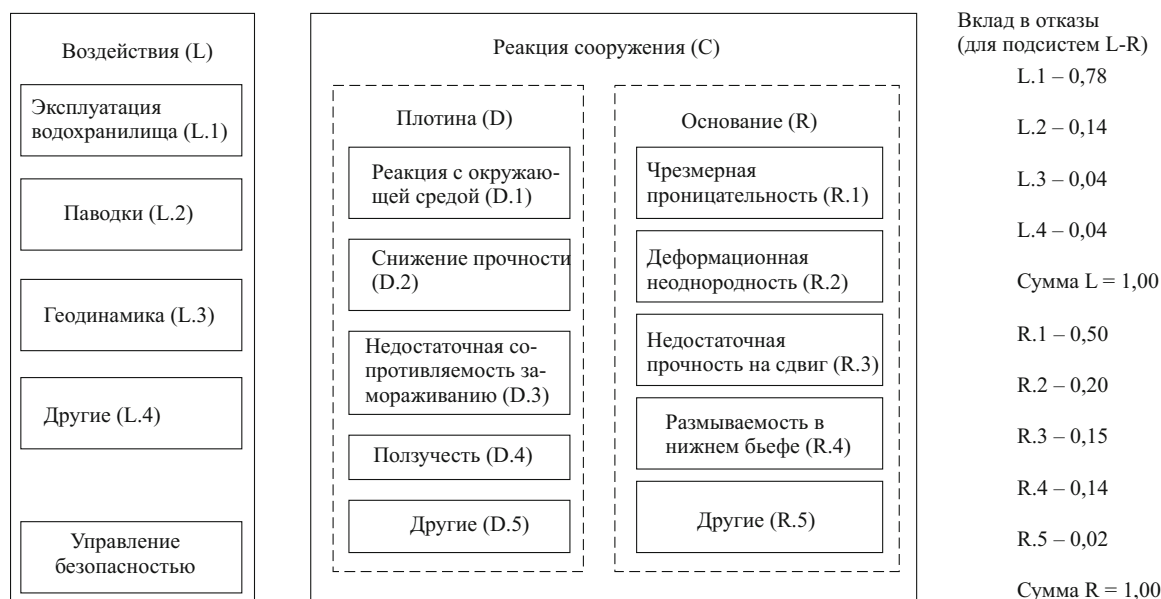 Воздействия (L)
Эксплуатация
водохранилища (L.1)
Паводки (L.2)
Геодинамика (L.3)
Другие (L.4)
Управление
безопасностью
Реакция сооружения (С)
Плотина (D)
Реакция с окружаю-
щей средой (D.1)
Снижение прочности
(D.2)
Недостаточная со-
противляемость за-
мораживанию (D.3)
Ползучесть (D.4)
Другие (D.5)
Основание (R)
Чрезмерная
проницательность (R.1)
Деформационная
неоднородность (R.2)
Недостаточная
прочность на сдвиг (R.3)
Размываемость в
нижнем бьефе (R.4)
Другие (R.5)
Вклад в отказы
(для подсистем L-R)
L.1 – 0,78
L.2 – 0,14
L.3 – 0,04
L.4 – 0,04
Сумма L = 1,00
R.1 – 0,50
R.2 – 0,20
R.3 – 0,15
R.4 – 0,14
R.5 – 0,02
Сумма R = 1,00